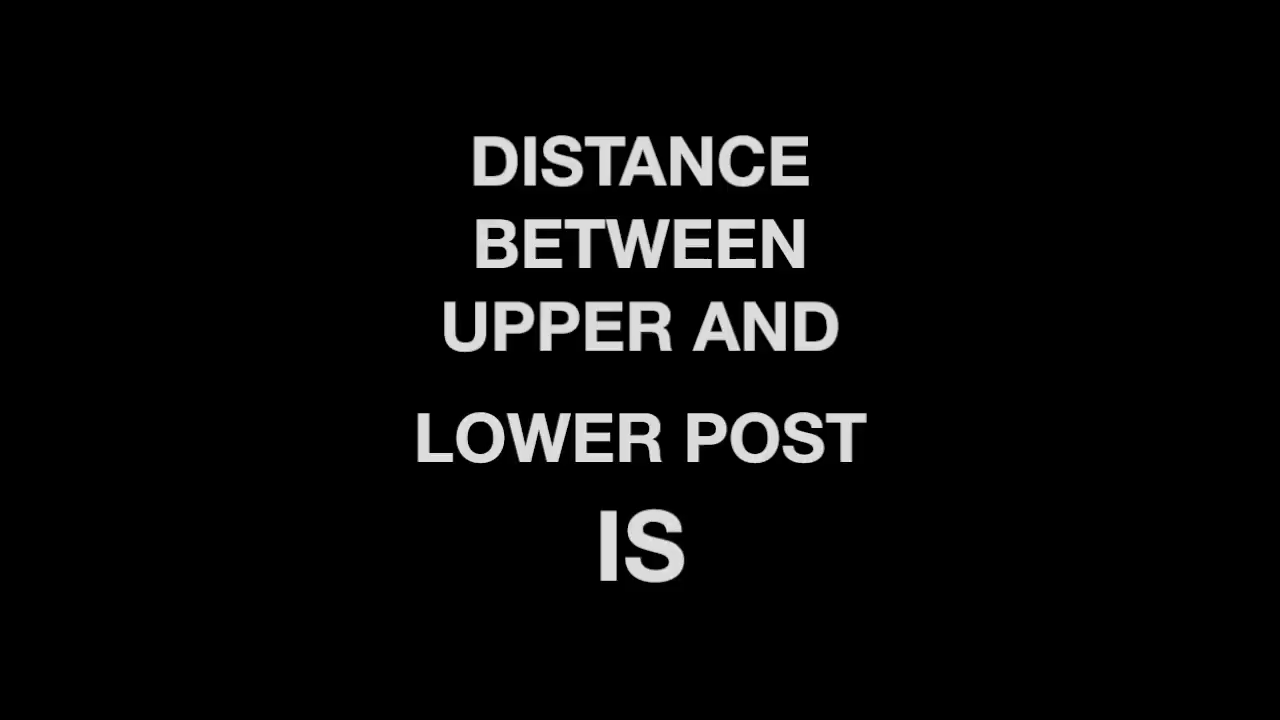 DISTANCE
BETWEEN
UPPER AND
LOWER POST
IS